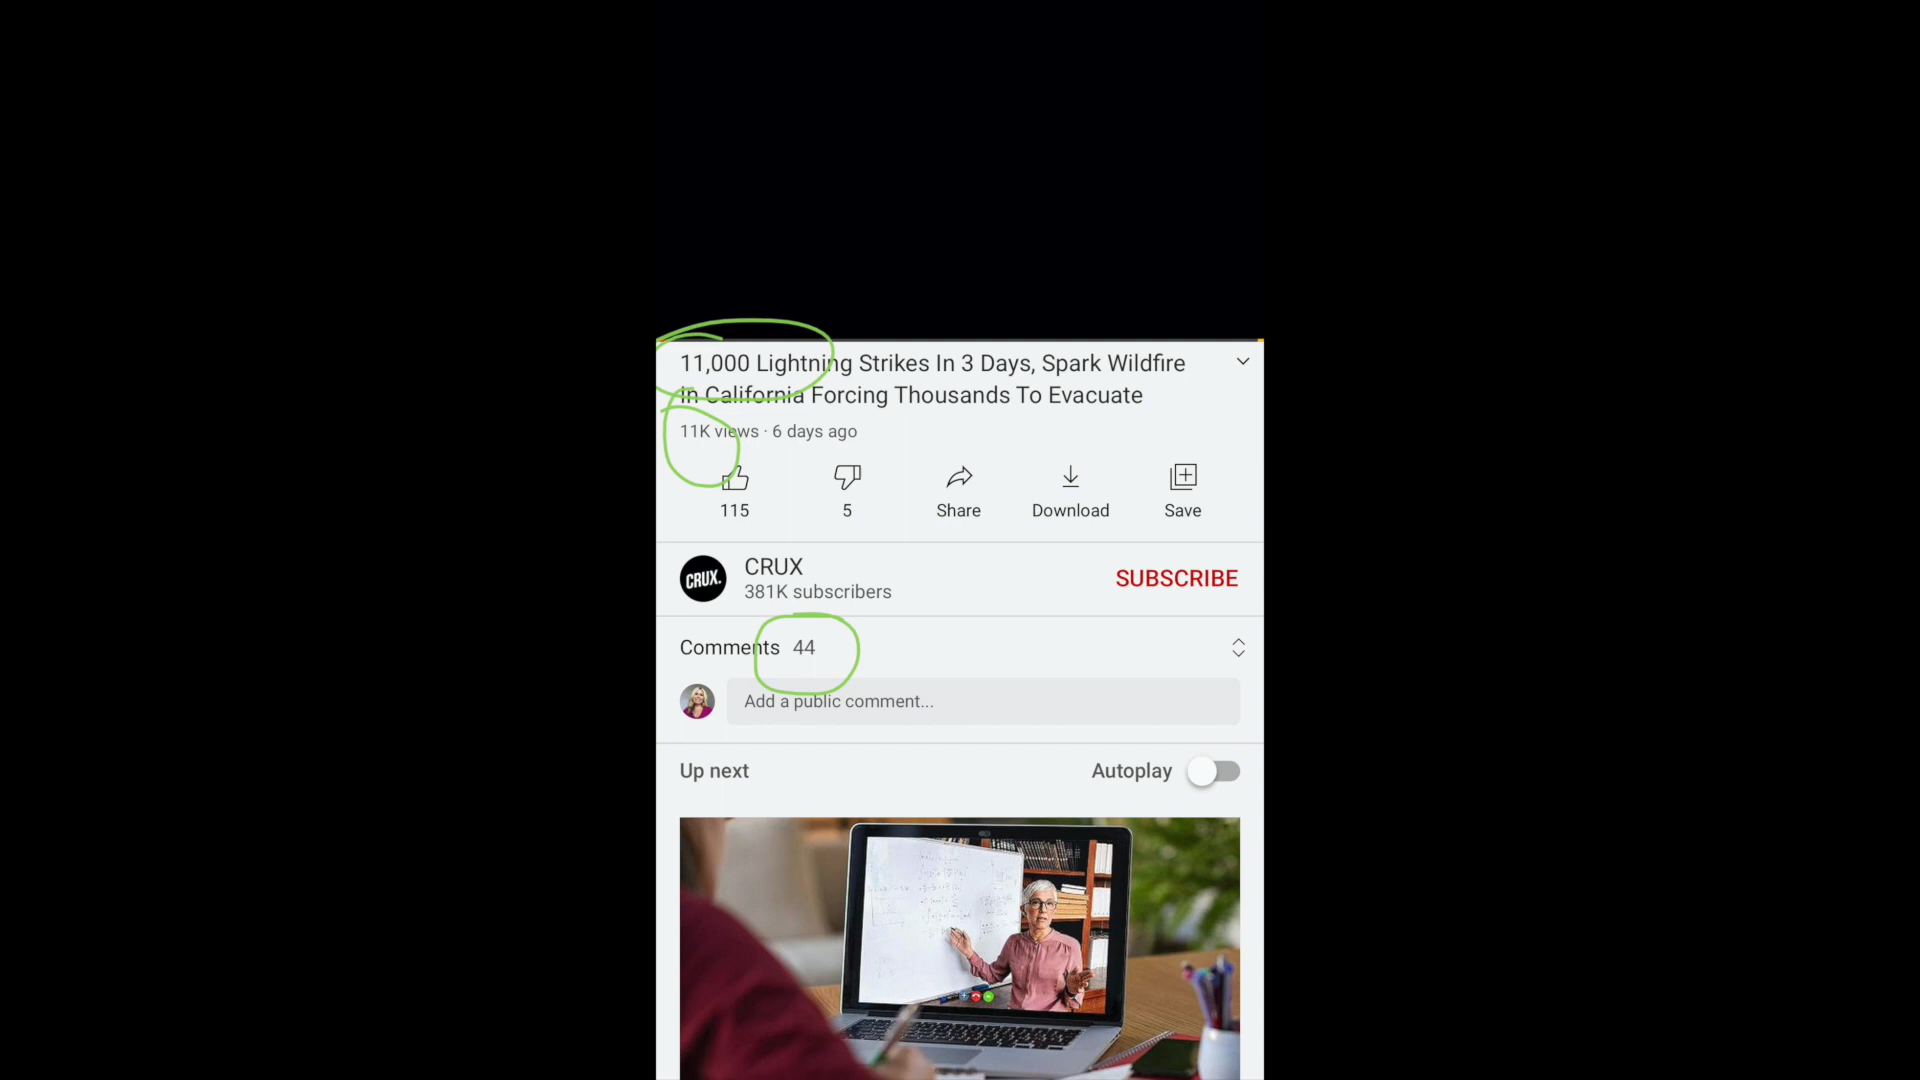 11,000 Lightning Strikes In 3 Days, Spark Wildfire
In California Forcing Thousands To Evacuate
11K views · 6 days ago
115
5
Share
Download
Save
CRUX.
CRUX
381K subscribers
SUBSCRIBE
Comments 44
Add a public comment...
Up next
Autoplay